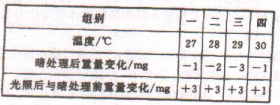 组别 一 二 三 四
温度/℃ 27 28 29 30
暗处理后重量变化/mg -1 -2 -3 -1
光照后与暗处理前重量变化/mg +3 +3 +3 +1